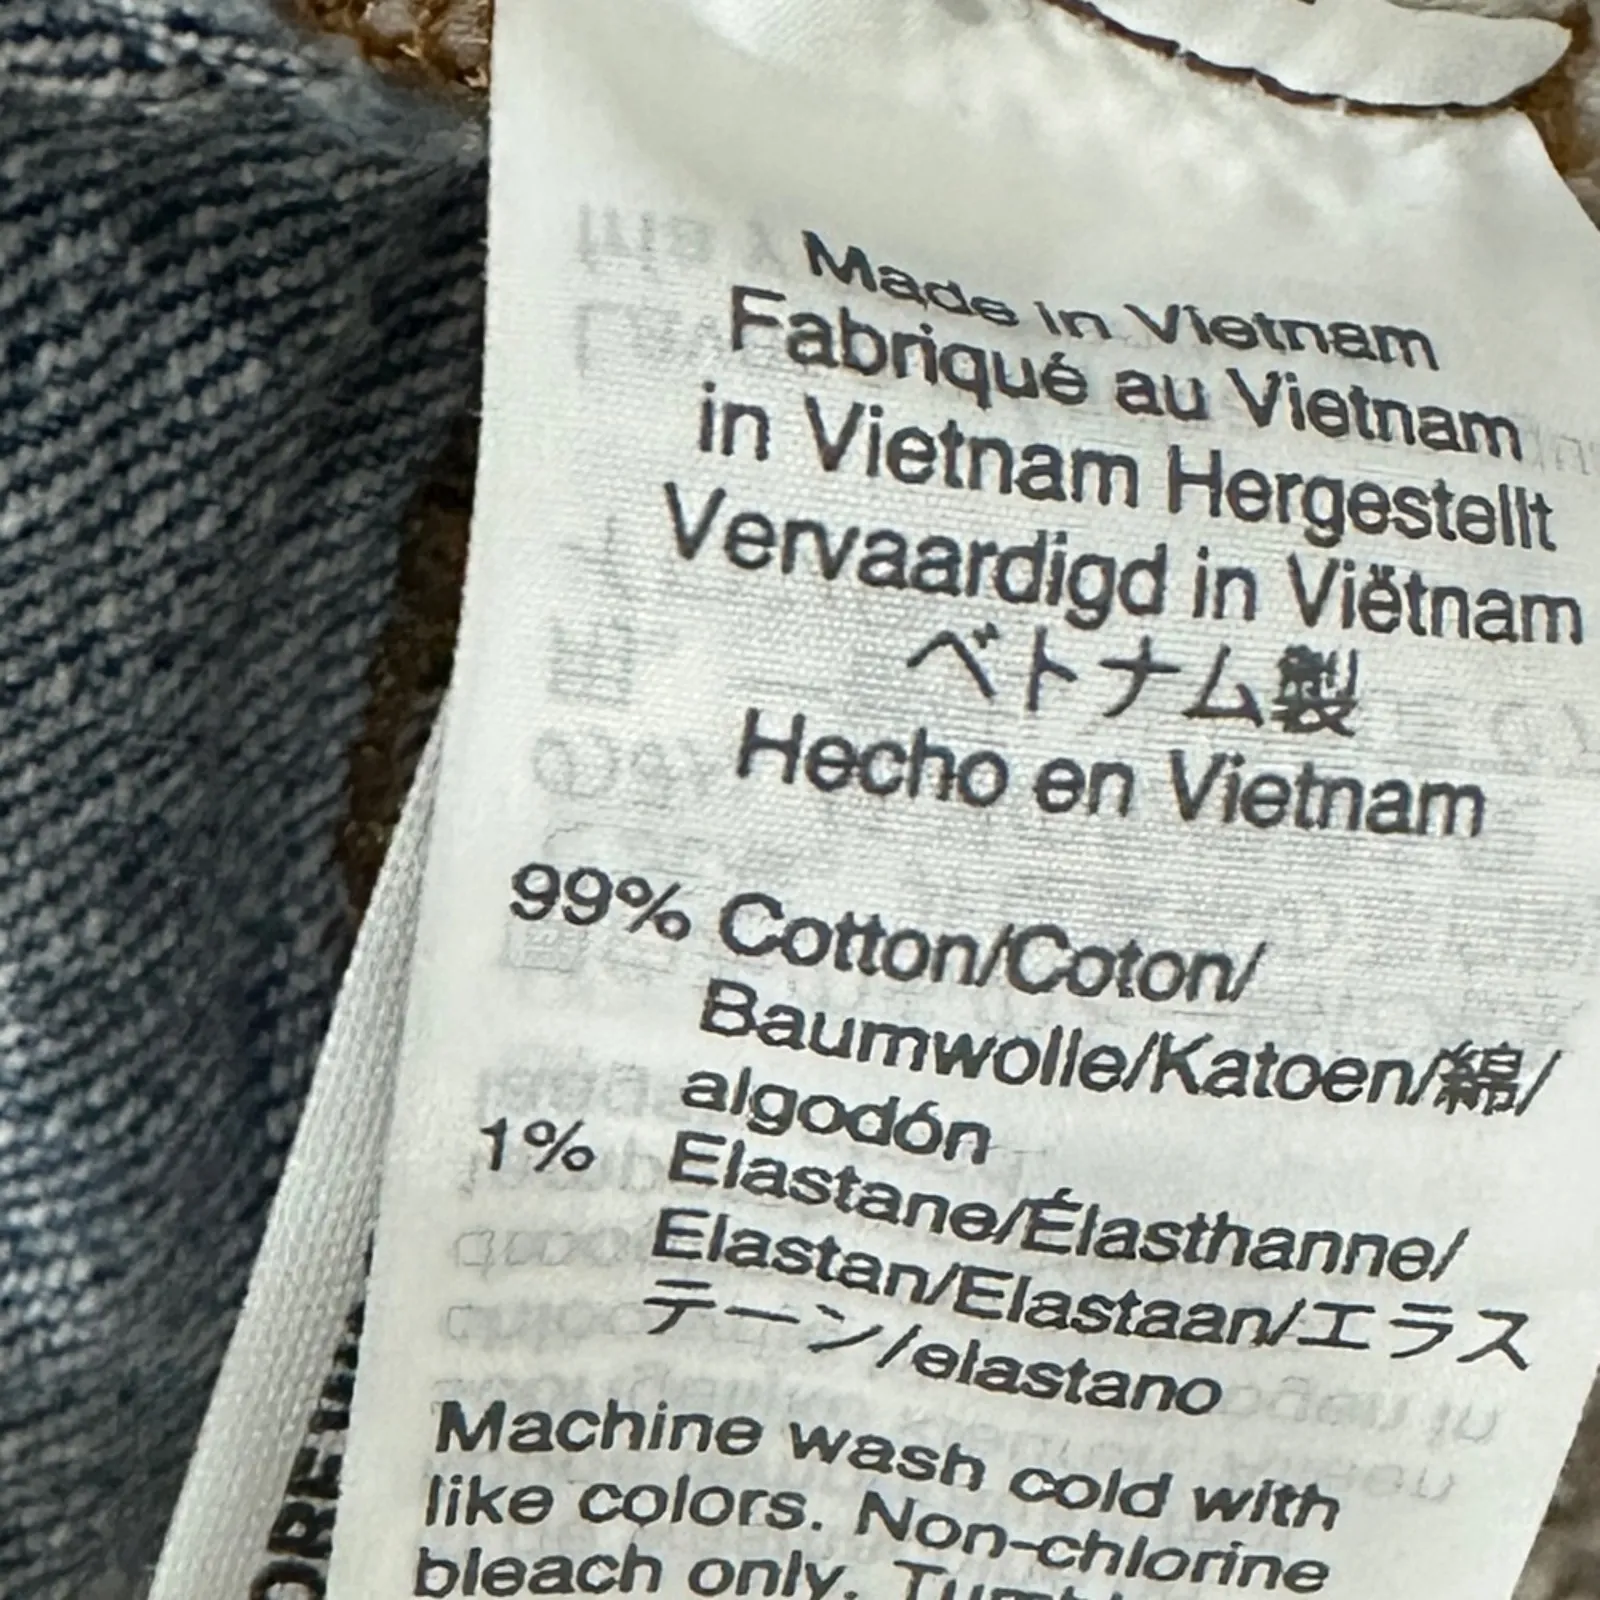 Made in Vietnam
Fabriqué au Vietnam
in Vietnam Hergestellt
Vervaardigd in Viëtnam
ベトナム製
Hecho en Vietnam
99% Cotton/Coton/
Baumwolle/Katoen/綿/
algodón
1% Elastane/Élasthanne/
Elastan/Elastaan/エラス
テーン/elastano
Machine wash cold with
like colors. Non-chlorine
bleach only.